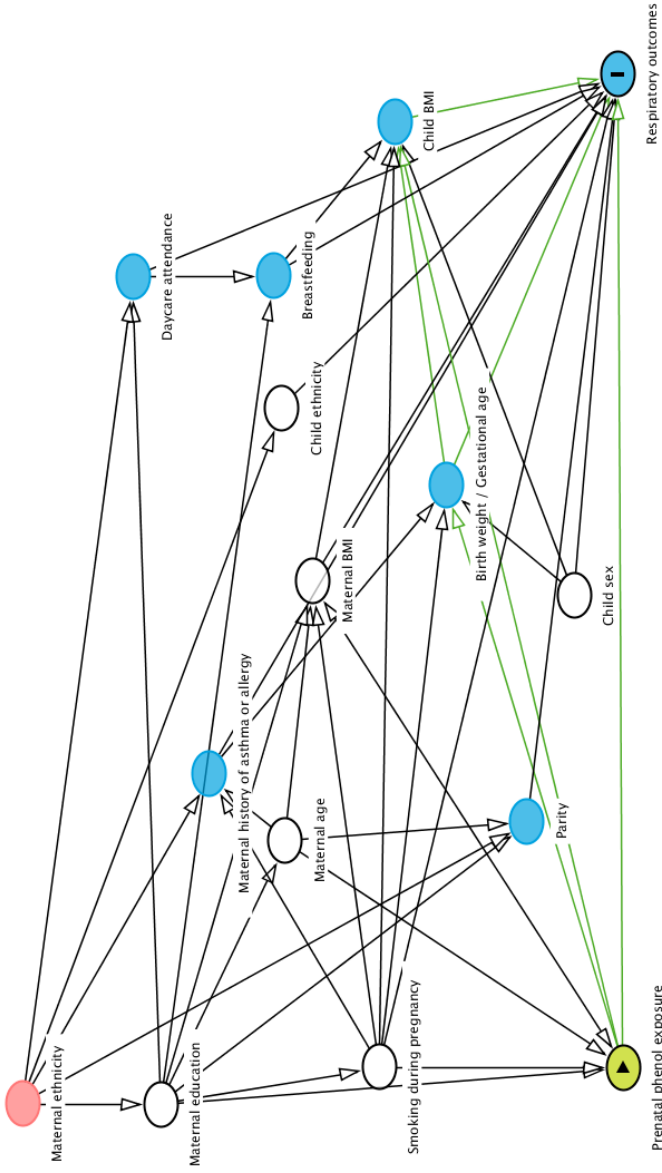 Respiratory outcomes
Child BMI
Daycare attendance
Breastfeeding
Child ethnicity
Birth weight / Gestational age
Maternal BMI
Child sex
Maternal history of asthma or allergy
Maternal age
Parity
Maternal ethnicity
Maternal education
Smoking during pregnancy
Prenatal phenol exposure